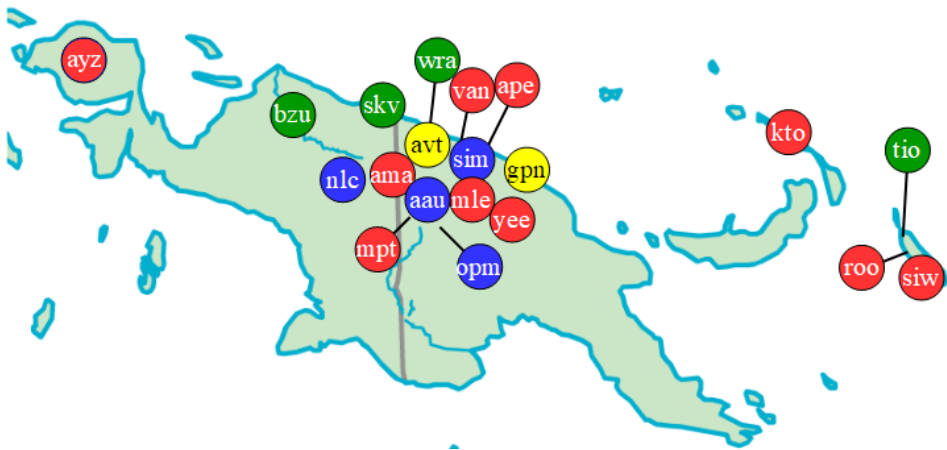 ayz
wra
van
ape
bzu
skv
avt
sim
gpn
kto
tio
nlc
ama
aau
mle
yee
mpt
opm
roo
siw